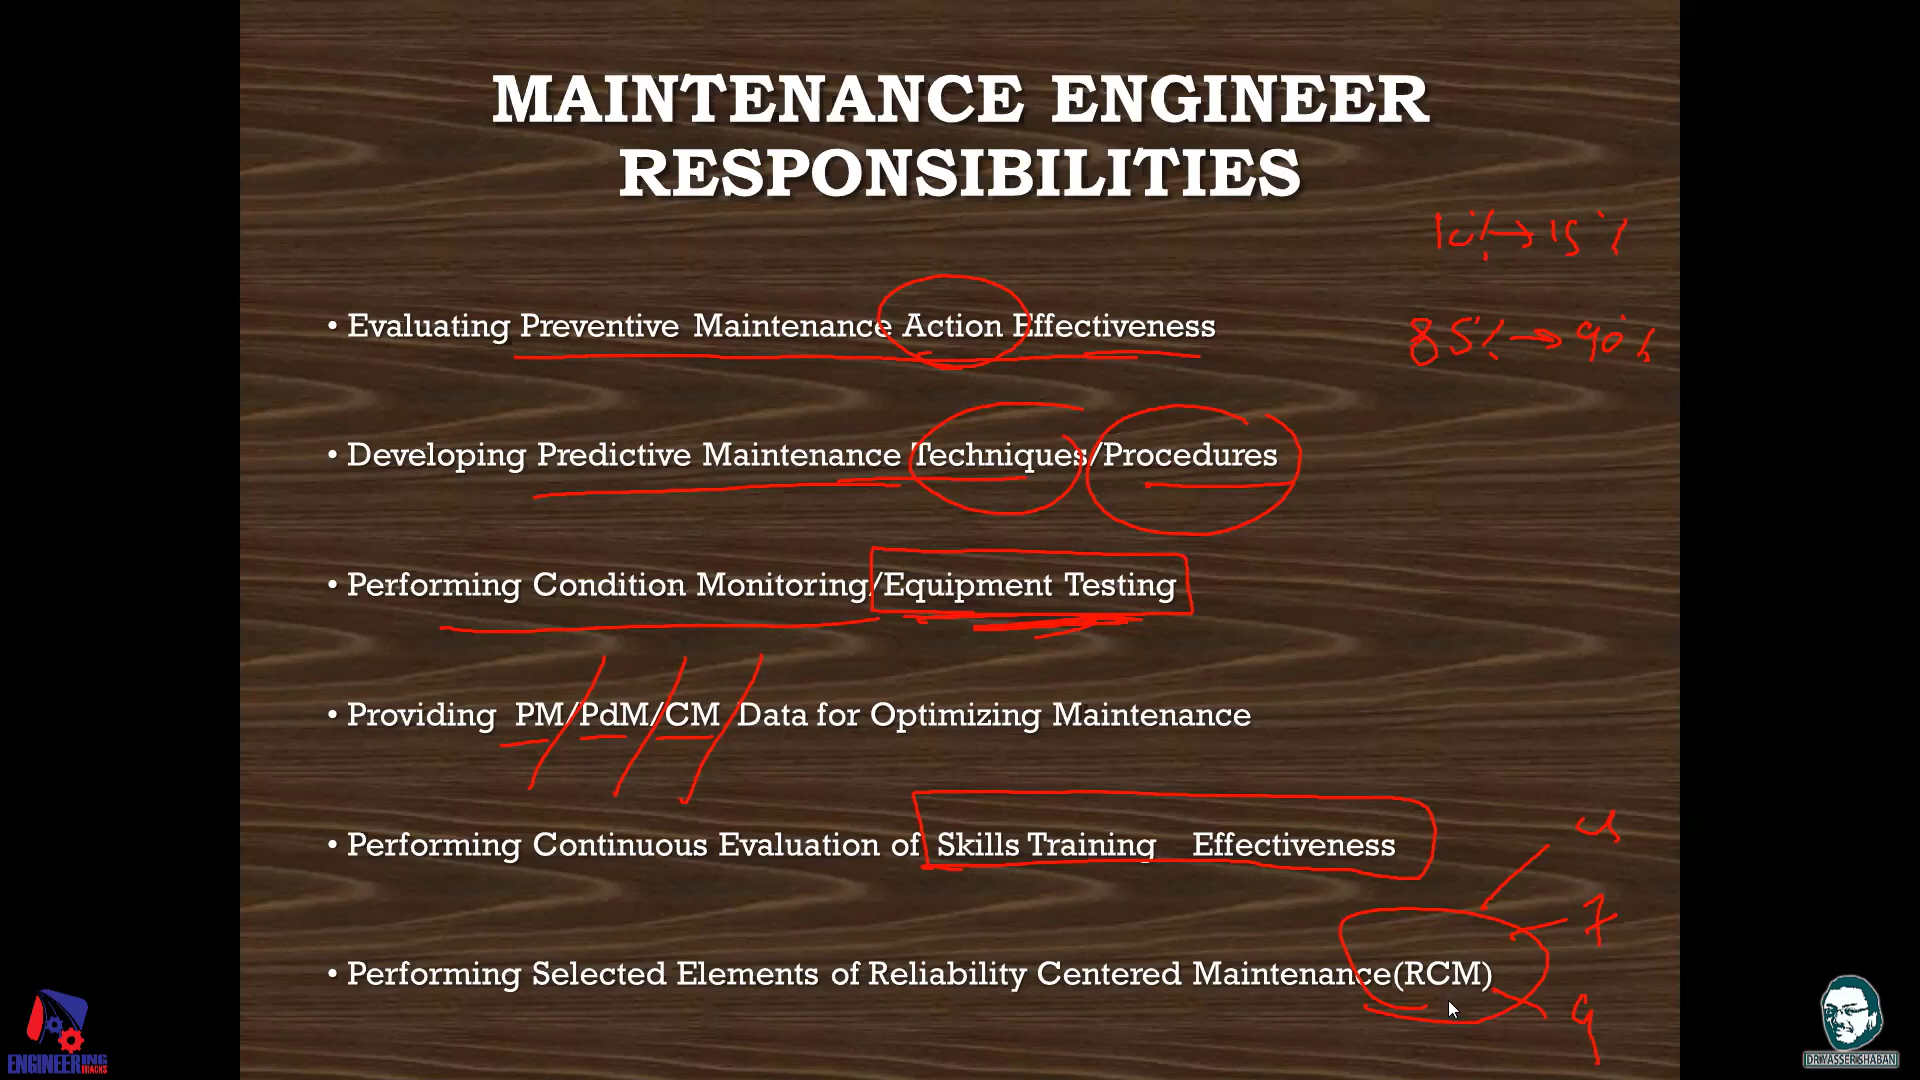 MAINTENANCE ENGINEER
RESPONSIBILITIES
10% → 15%
• Evaluating Preventive Maintenance Action Effectiveness
85% → 90%
• Developing Predictive Maintenance Techniques/Procedures
• Performing Condition Monitoring/Equipment Testing
• Providing PM/PdM/CM Data for Optimizing Maintenance
• Performing Continuous Evaluation of Skills Training Effectiveness
7
• Performing Selected Elements of Reliability Centered Maintenance(RCM)
9
ENGINEERING
TRACKS
DR.YASSER SHABAN